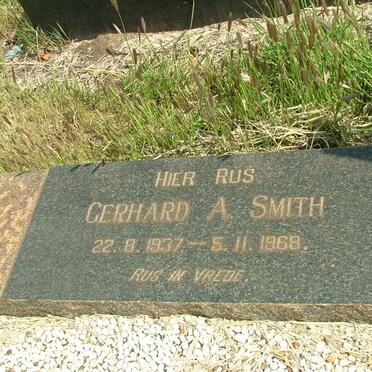 HIER RUS
GERHARD A. SMITH
22.8.1937 — 5.11.1968.
RUS IN VREDE.